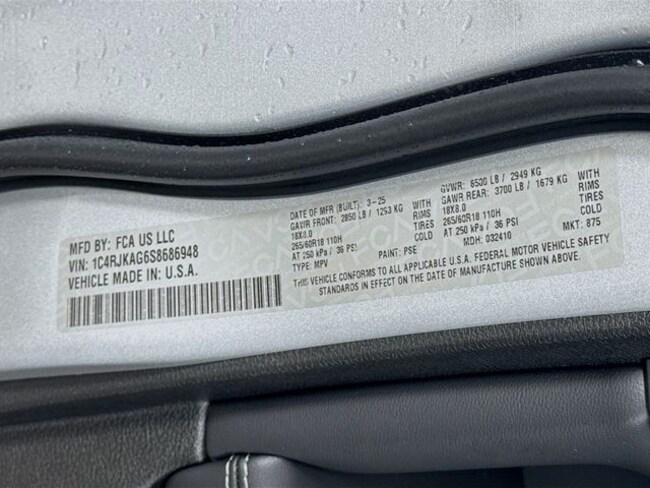 MFD BY: FCA US LLC
VIN: 1C4RJKAG6S8686948
VEHICLE MADE IN U.S.A.
DATE OF MFR (BUILT): 3-25
GAWR FRONT: 2850 LB / 1293 KG WITH
18X8.0 RIMS
265/60R18 110H TIRES
AT 250 kPa / 36 PSI COLD
TYPE: MPV PAINT: PSE
GVWR: 6500 LB / 2949 KG
GAWR REAR: 3700 LB / 1679 KG WITH
18X8.0 RIMS
265/60R18 110H TIRES
AT 250 kPa / 36 PSI COLD
MDH: 032410 MKT: 875
THIS VEHICLE CONFORMS TO ALL APPLICABLE U.S.A. FEDERAL MOTOR VEHICLE SAFETY
STANDARDS IN EFFECT ON THE DATE OF MANUFACTURE SHOWN ABOVE.